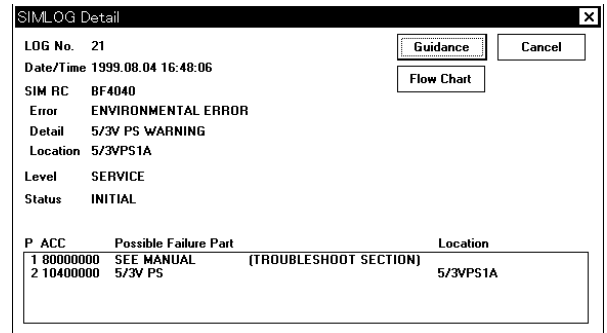 SIMLOG Detail
LOG No. 21
Guidance Cancel
Date/Time 1999.08.04 16:48:06
Flow Chart
SIM RC BF4040
Error ENVIRONMENTAL ERROR
Detail 5/3V PS WARNING
Location 5/3VPS1A
Level SERVICE
Status INITIAL
P ACC Possible Failure Part Location
1 80000000 SEE MANUAL (TROUBLESHOOT SECTION)
2 10400000 5/3V PS 5/3VPS1A